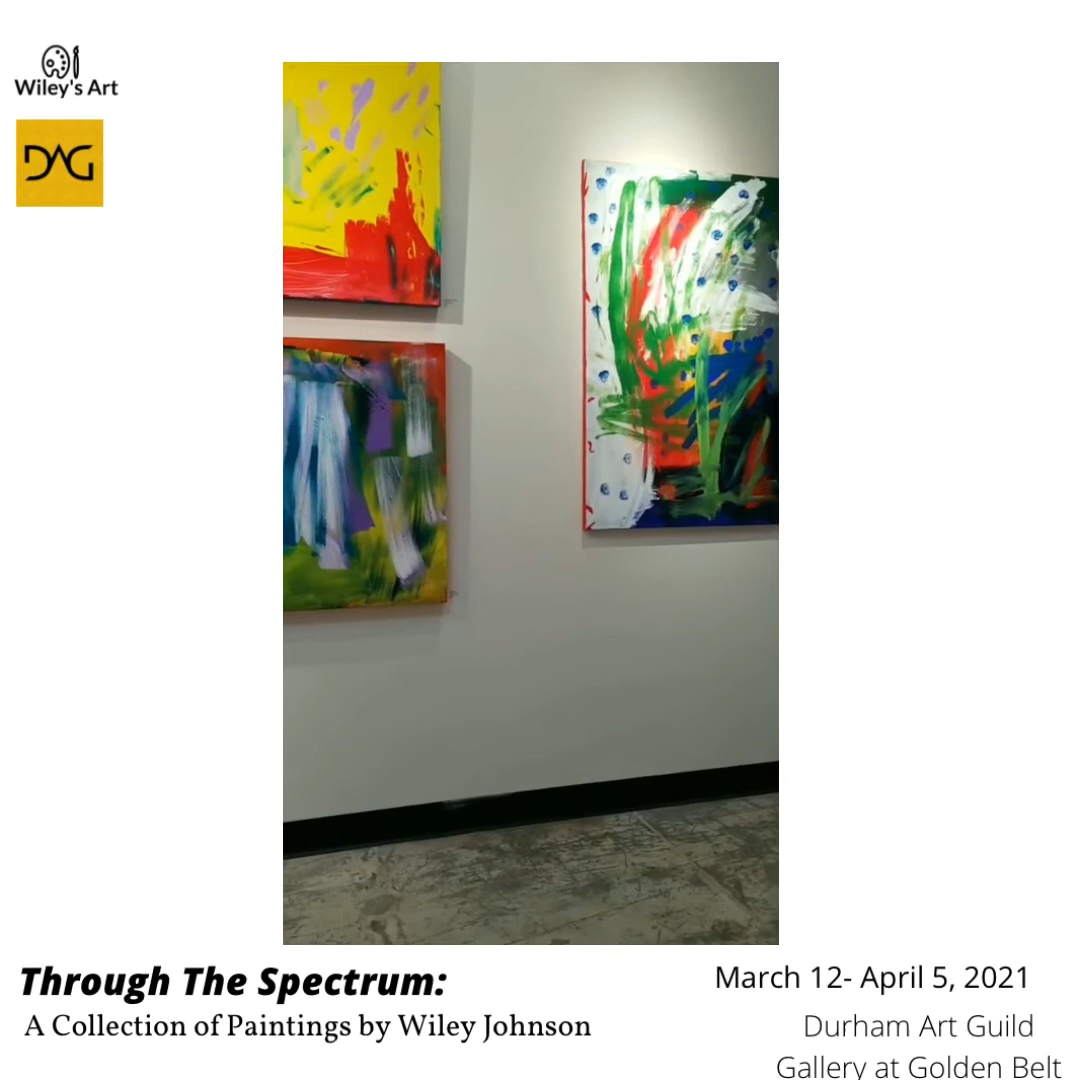 Wiley's Art
DAG
Through The Spectrum:
A Collection of Paintings by Wiley Johnson
March 12- April 5, 2021
Durham Art Guild
Gallery at Golden Belt